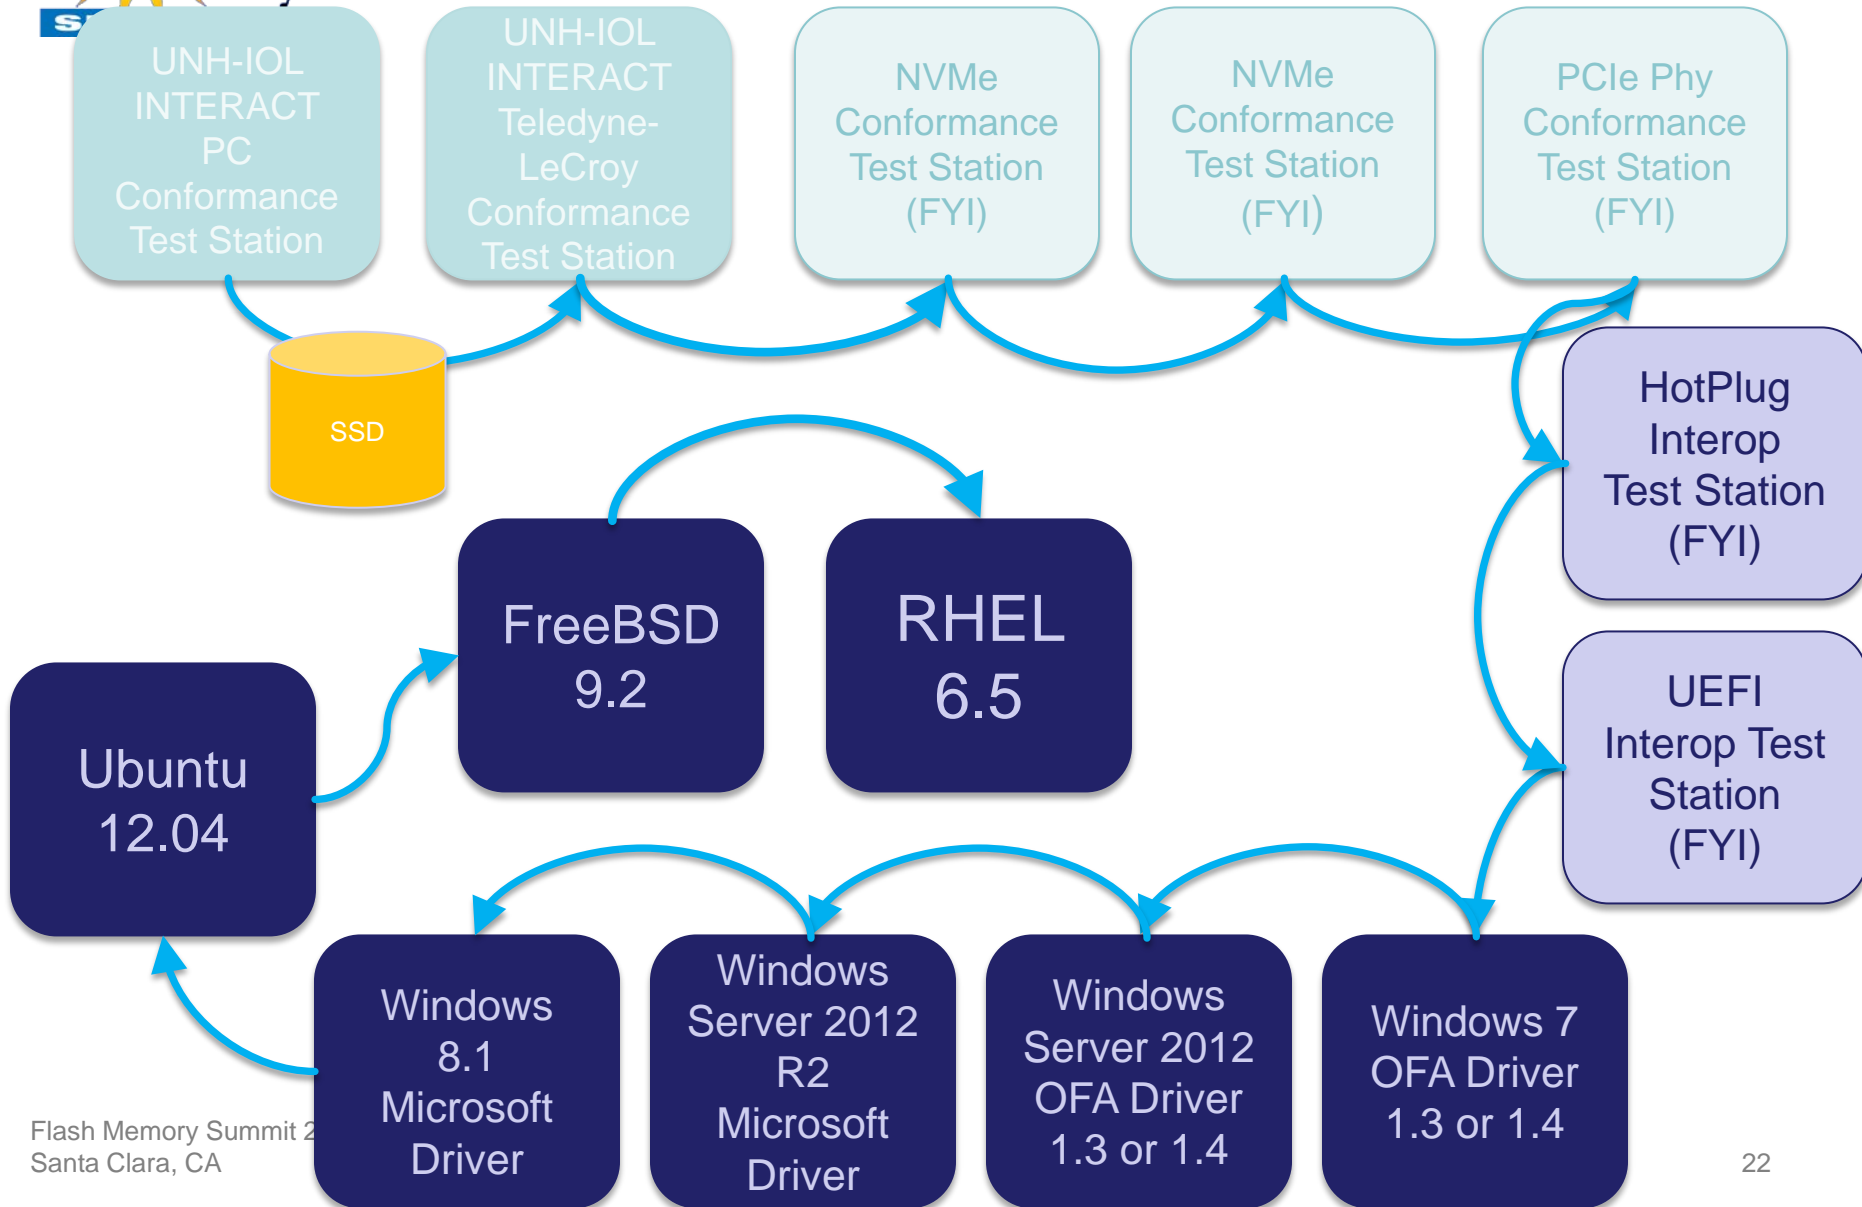 UNH-IOL
INTERACT
PC
Conformance
Test Station
UNH-IOL
INTERACT
Teledyne-
LeCroy
Conformance
Test Station
NVMe
Conformance
Test Station
(FYI)
NVMe
Conformance
Test Station
(FYI)
PCIe Phy
Conformance
Test Station
(FYI)
SSD
HotPlug
Interop
Test Station
(FYI)
FreeBSD
9.2
RHEL
6.5
UEFI
Interop Test
Station
(FYI)
Ubuntu
12.04
Windows
8.1
Microsoft
Driver
Windows
Server 2012
R2
Microsoft
Driver
Windows
Server 2012
OFA Driver
1.3 or 1.4
Windows 7
OFA Driver
1.3 or 1.4
Flash Memory Summit 2
Santa Clara, CA
22